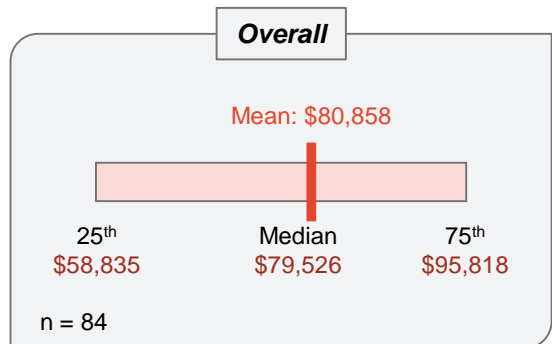 Overall
Mean: $80,858
25th Median 75th
$58,835 $79,526 $95,818
n = 84